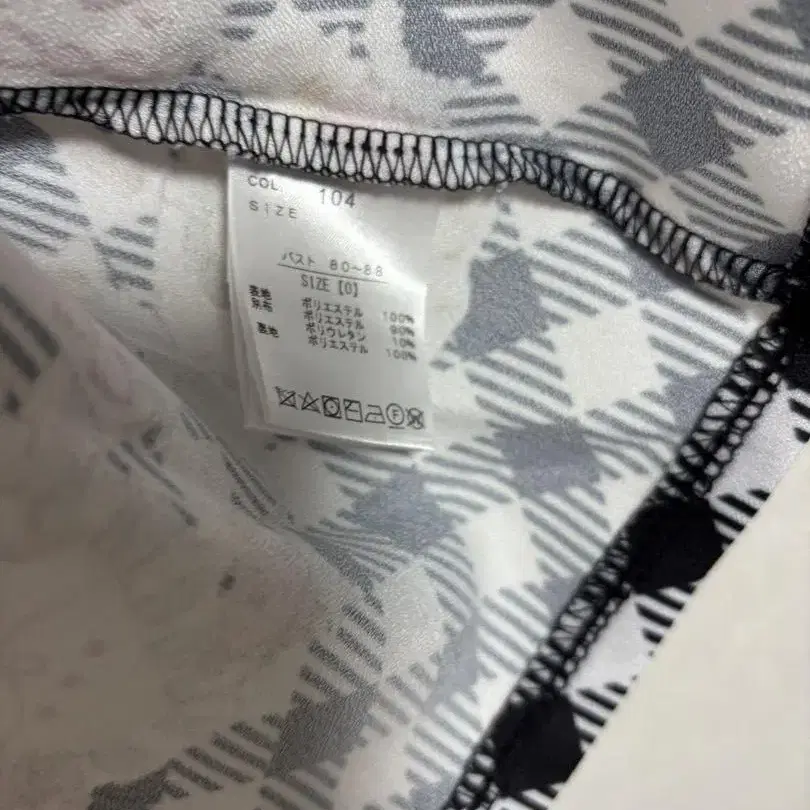 COL. 104
SIZE
バスト 80~88
SIZE【0】
表地 ポリエステル 100%
別布 ポリエステル 90%
ポリウレタン 10%
裏地 ポリエステル 100%
F